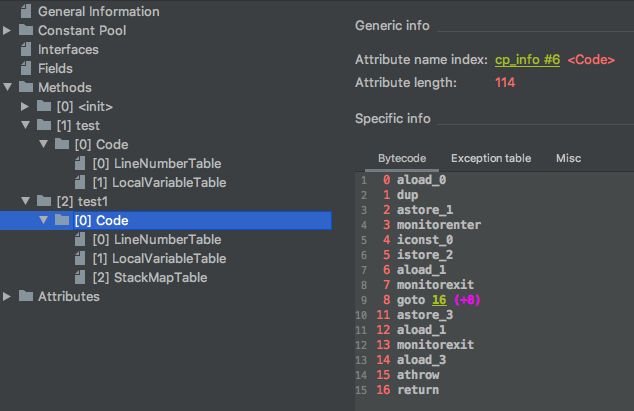 General Information
Constant Pool
Interfaces
Fields
Methods
[0] <init>
[1] test
[0] Code
[0] LineNumberTable
[1] LocalVariableTable
[2] test1
[0] Code
[0] LineNumberTable
[1] LocalVariableTable
[2] StackMapTable
Attributes
Generic info
Attribute name index: cp_info #6 <Code>
Attribute length: 114
Specific info
Bytecode Exception table Misc
1 0 aload_0
2 1 dup
3 2 astore_1
4 3 monitorenter
5 4 iconst_0
6 5 istore_2
7 6 aload_1
8 7 monitorexit
9 8 goto 16 (+8)
10 11 astore_3
11 12 aload_1
12 13 monitorexit
13 14 aload_3
14 15 athrow
15 16 return